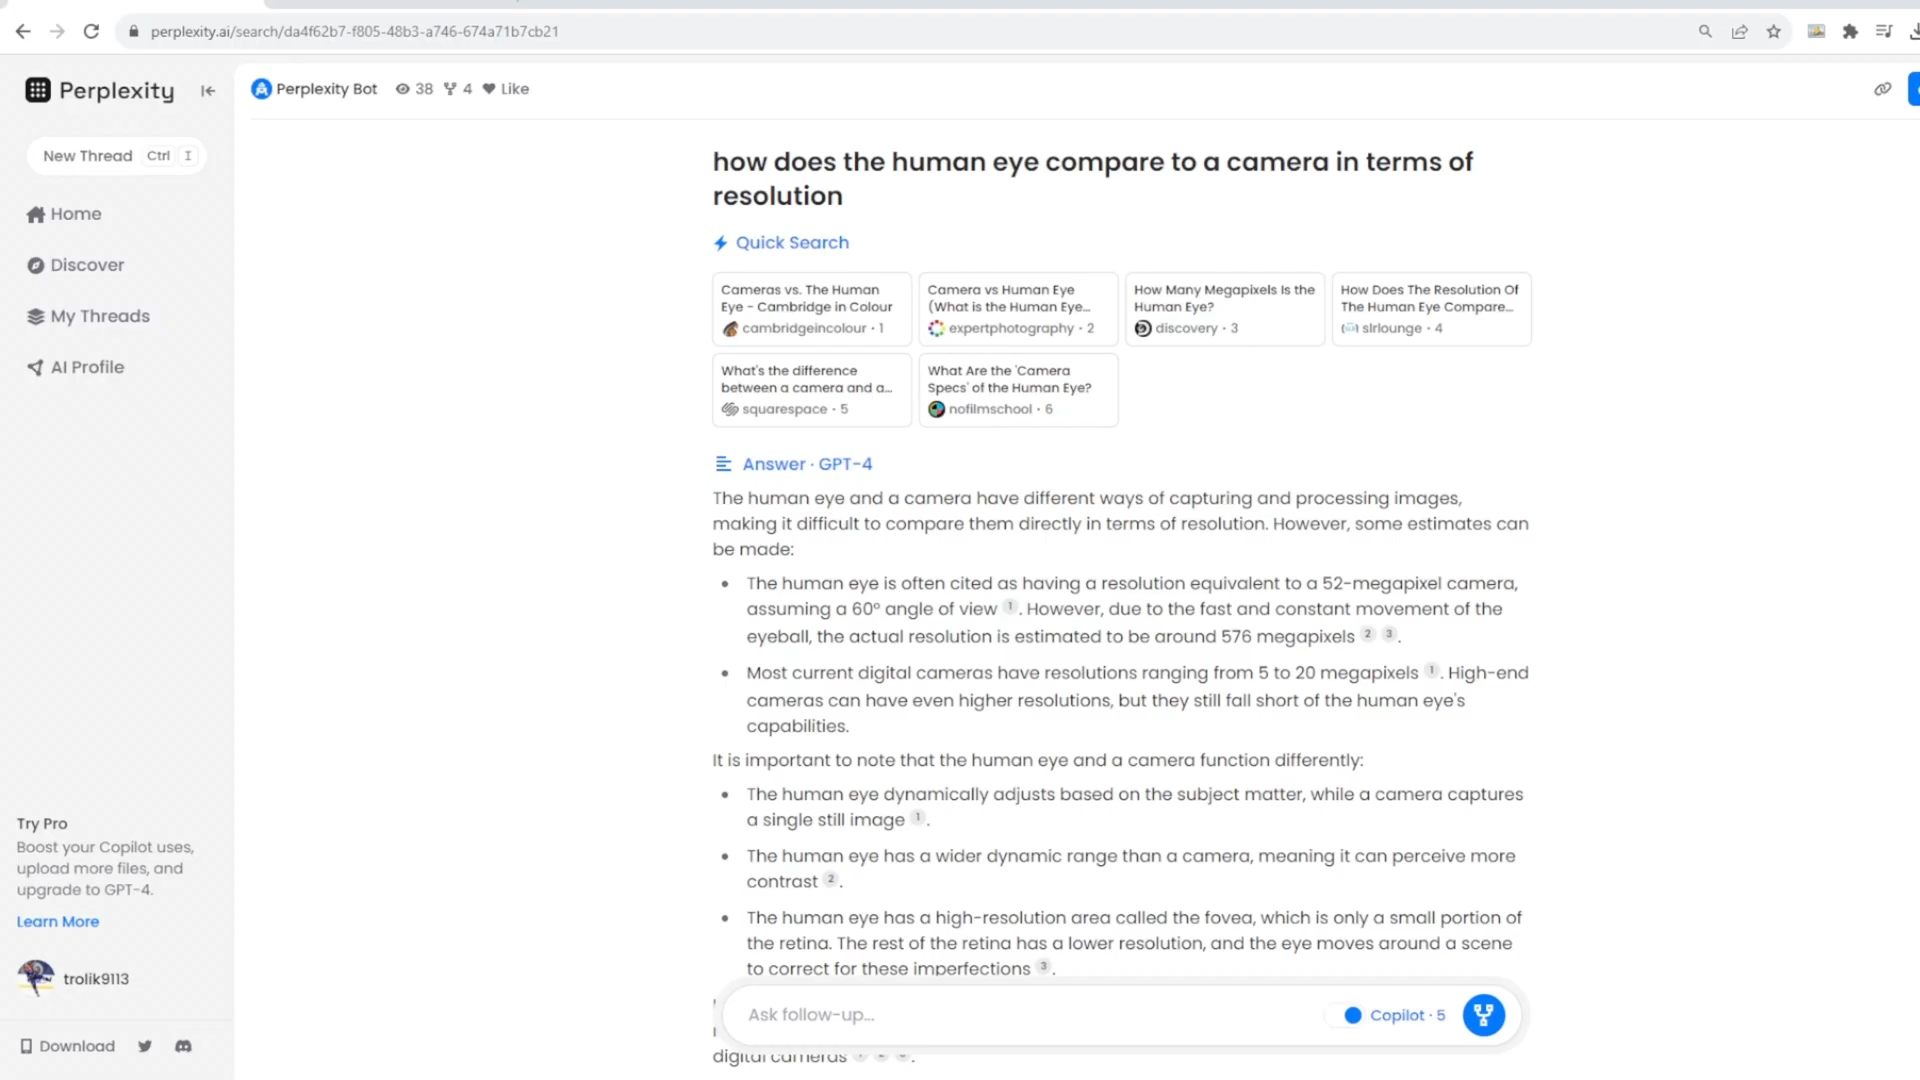 perplexity.ai/search/da4f62b7-f805-48b3-a746-674a71b7cb21
Perplexity
New Thread Ctrl I
Home
Discover
My Threads
AI Profile
Try Pro
Boost your Copilot uses,
upload more files, and
upgrade to GPT-4.
Learn More
trolik9113
Download
Perplexity Bot 38 4 Like
how does the human eye compare to a camera in terms of
resolution
Quick Search
Cameras vs. The Human
Eye - Cambridge in Colour
cambridgeincolour · 1
Camera vs Human Eye
(What is the Human Eye...
expertphotography · 2
How Many Megapixels Is the
Human Eye?
discovery · 3
How Does The Resolution Of
The Human Eye Compare...
slrlounge · 4
What's the difference
between a camera and a...
squarespace · 5
What Are the 'Camera
Specs' of the Human Eye?
nofilmschool · 6
Answer · GPT-4
The human eye and a camera have different ways of capturing and processing images,
making it difficult to compare them directly in terms of resolution. However, some estimates can
be made:
• The human eye is often cited as having a resolution equivalent to a 52-megapixel camera,
assuming a 60º angle of view 1. However, due to the fast and constant movement of the
eyeball, the actual resolution is estimated to be around 576 megapixels 2 3.
• Most current digital cameras have resolutions ranging from 5 to 20 megapixels 1. High-end
cameras can have even higher resolutions, but they still fall short of the human eye's
capabilities.
It is important to note that the human eye and a camera function differently:
• The human eye dynamically adjusts based on the subject matter, while a camera captures
a single still image 1.
• The human eye has a wider dynamic range than a camera, meaning it can perceive more
contrast 2.
• The human eye has a high-resolution area called the fovea, which is only a small portion of
the retina. The rest of the retina has a lower resolution, and the eye moves around a scene
to correct for these imperfections 3.
Ask follow-up...
Copilot · 5
digital cameras